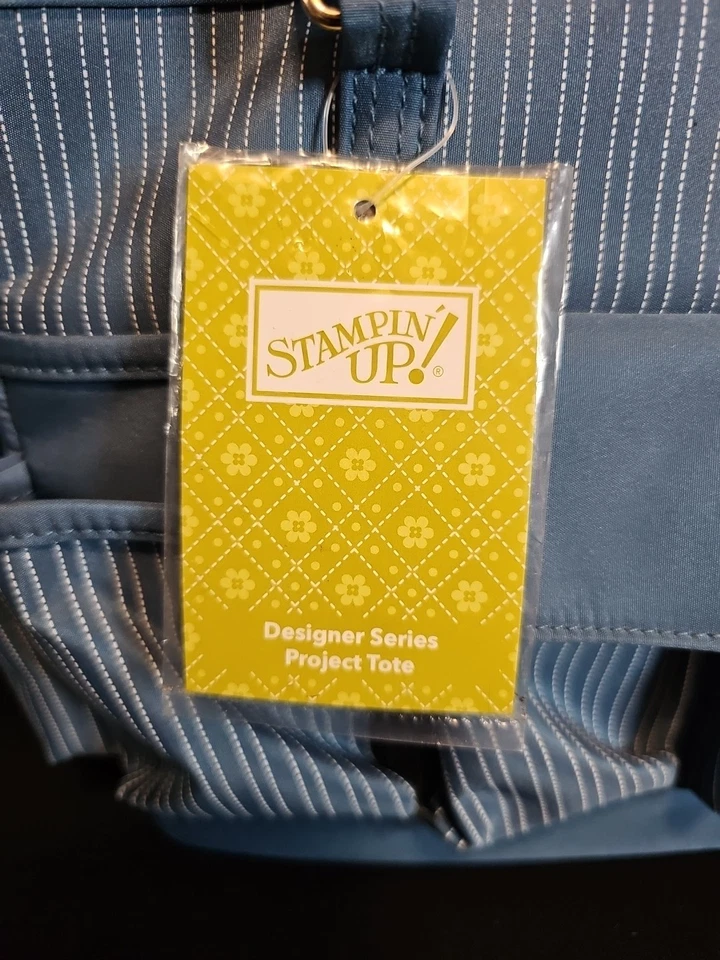 STAMPIN'
UP!®
Designer Series
Project Tote